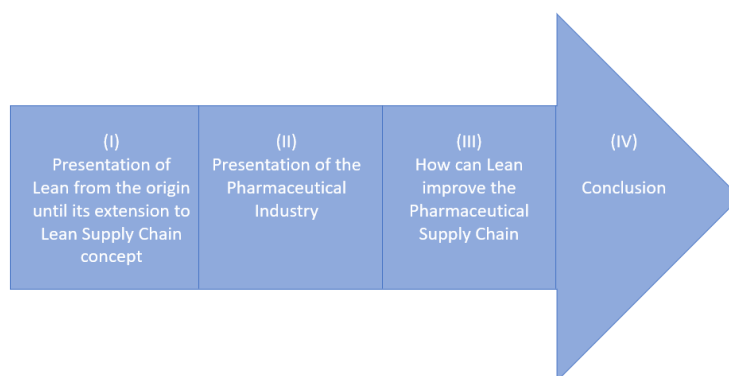 (I)
Presentation of
Lean from the origin
until its extension to
Lean Supply Chain
concept
(II)
Presentation of the
Pharmaceutical
Industry
(III)
How can Lean
improve the
Pharmaceutical
Supply Chain
(IV)
Conclusion